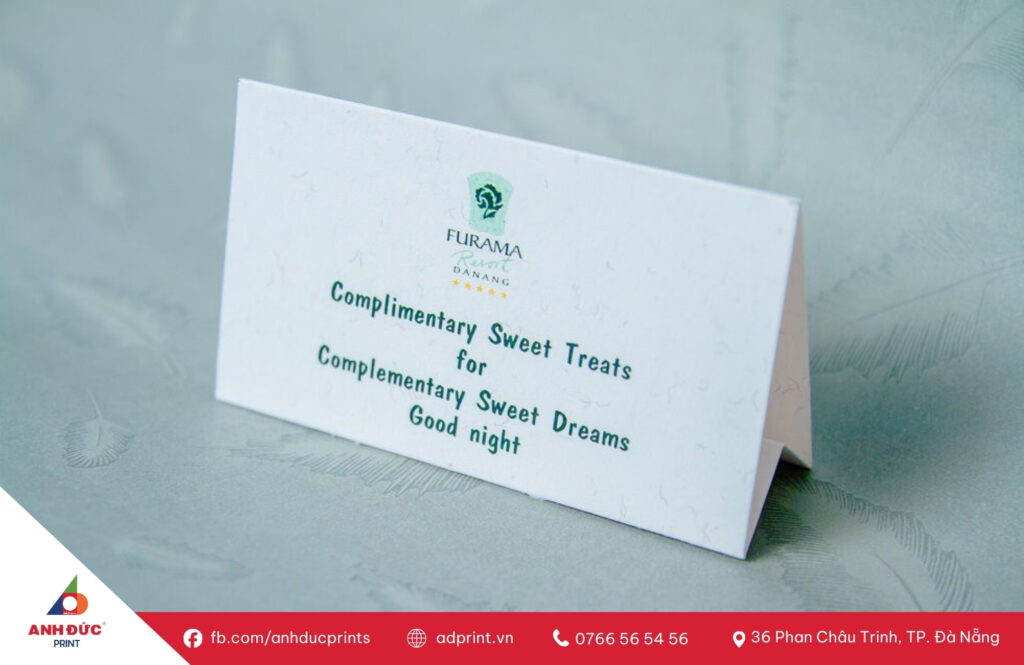 FURAMA
Resort
DANANG
Complimentary Sweet Treats
for
Complementary Sweet Dreams
Good night
ANH ĐỨC®
PRINT
fb.com/anhducprints
adprint.vn
0766 56 54 56
36 Phan Châu Trinh, TP. Đà Nẵng